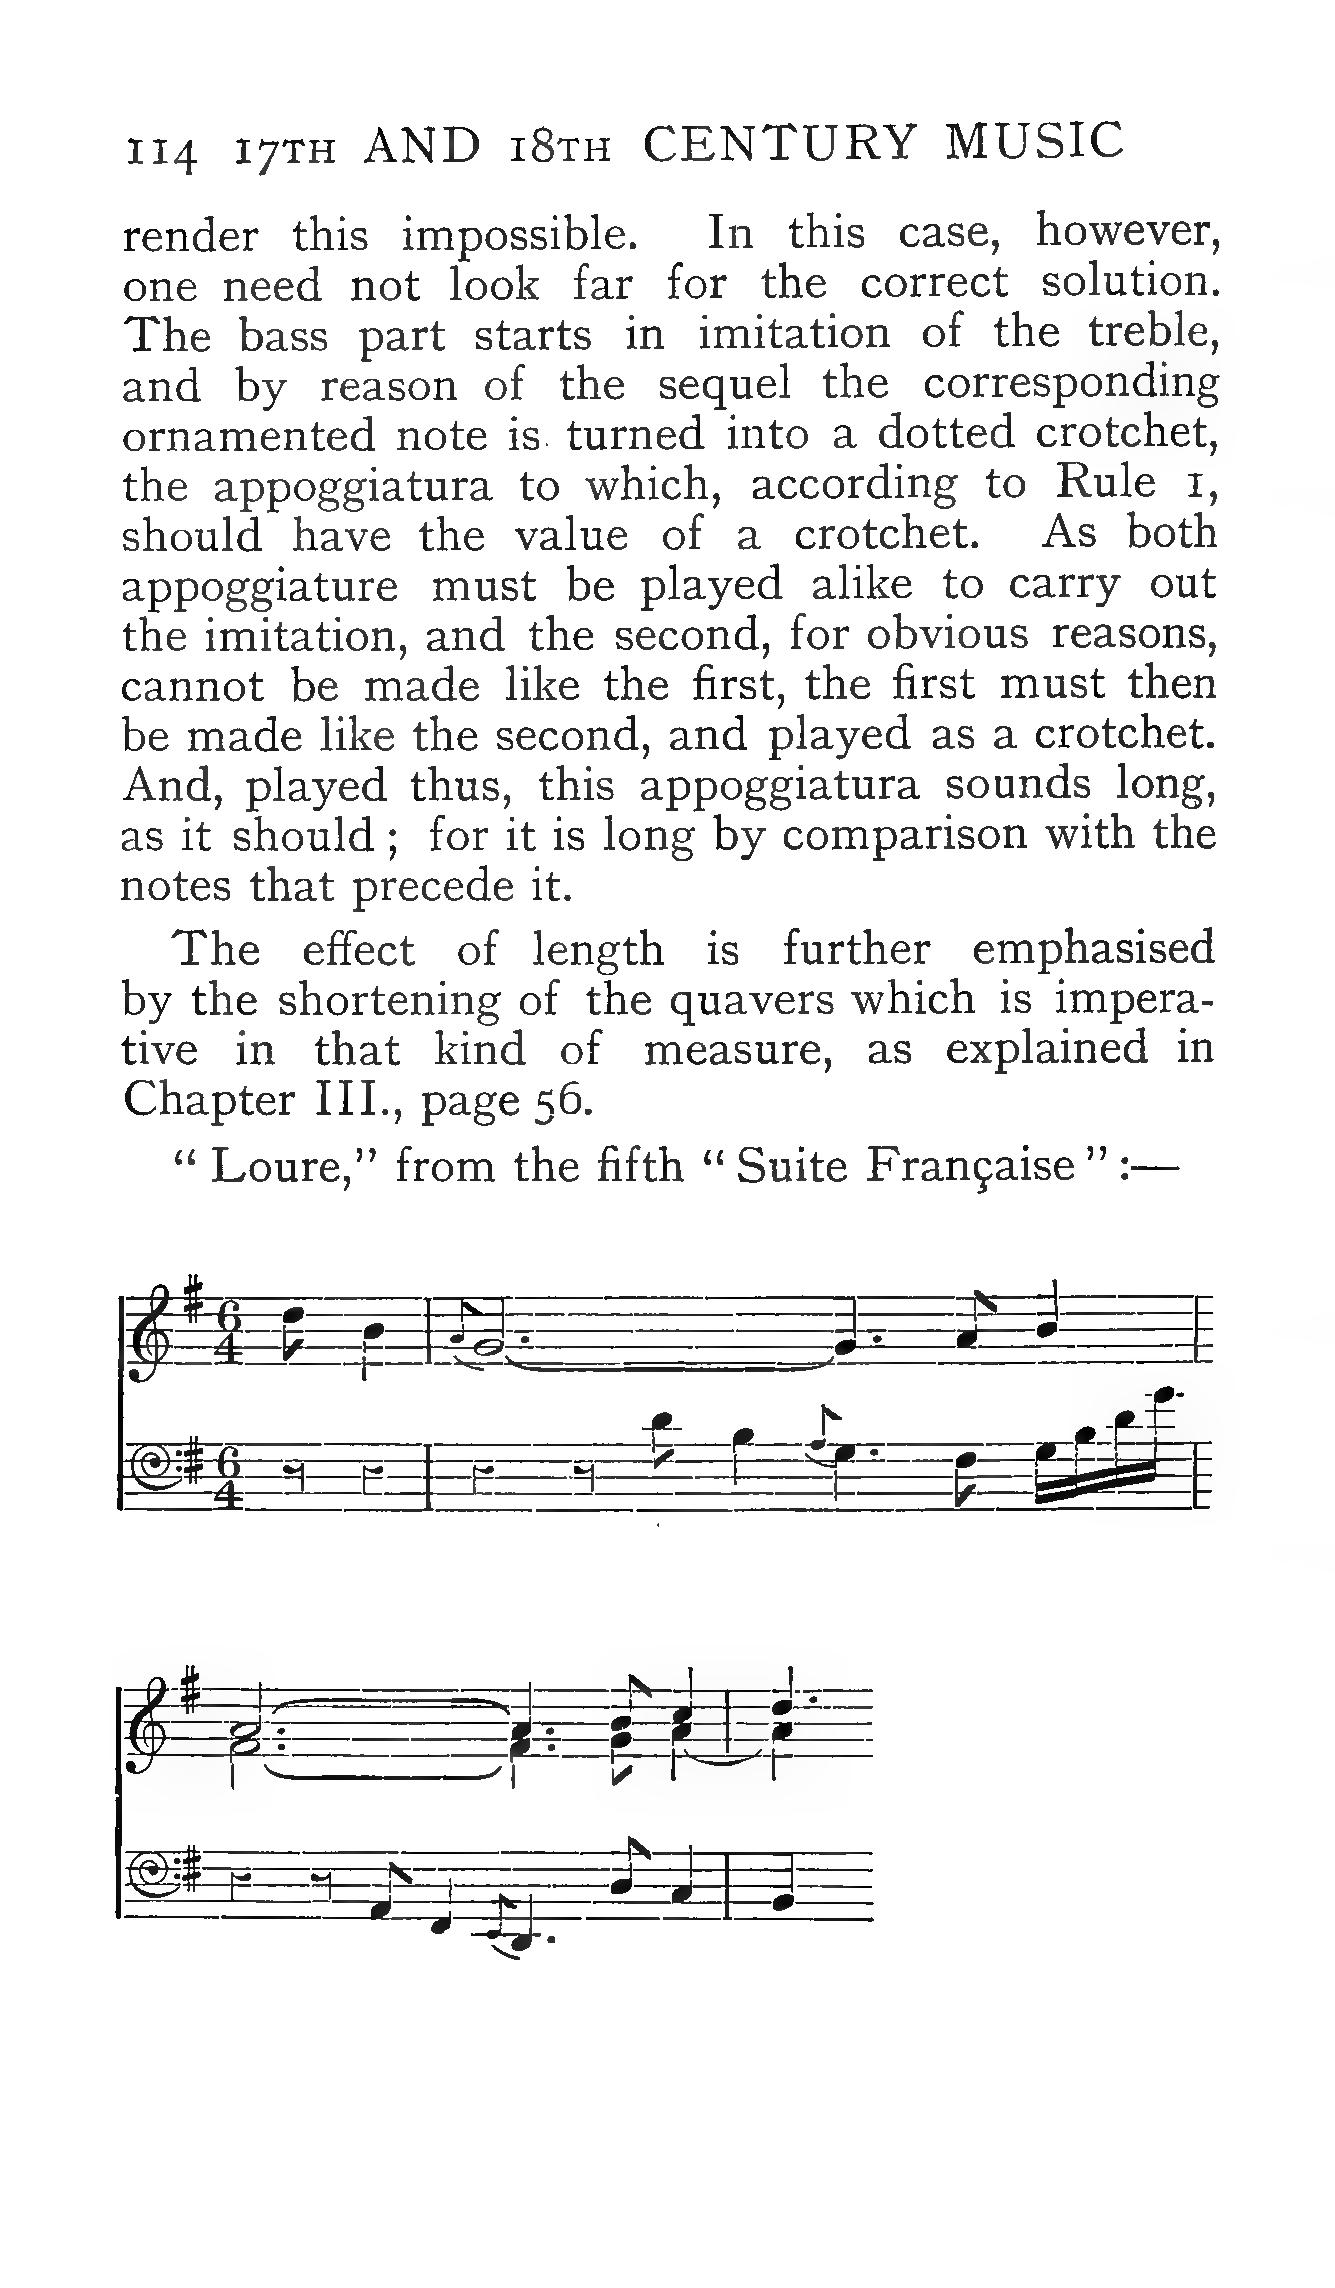 114 17TH AND 18TH CENTURY MUSIC
render this impossible. In this case, however,
one need not look far for the correct solution.
The bass part starts in imitation of the treble,
and by reason of the sequel the corresponding
ornamented note is turned into a dotted crotchet,
the appoggiatura to which, according to Rule 1,
should have the value of a crotchet. As both
appoggiature must be played alike to carry out
the imitation, and the second, for obvious reasons,
cannot be made like the first, the first must then
be made like the second, and played as a crotchet.
And, played thus, this appoggiatura sounds long,
as it should ; for it is long by comparison with the
notes that precede it.
The effect of length is further emphasised
by the shortening of the quavers which is impera-
tive in that kind of measure, as explained in
Chapter III., page 56.
“ Loure,” from the fifth “ Suite Française ” :—
6
4
6
4